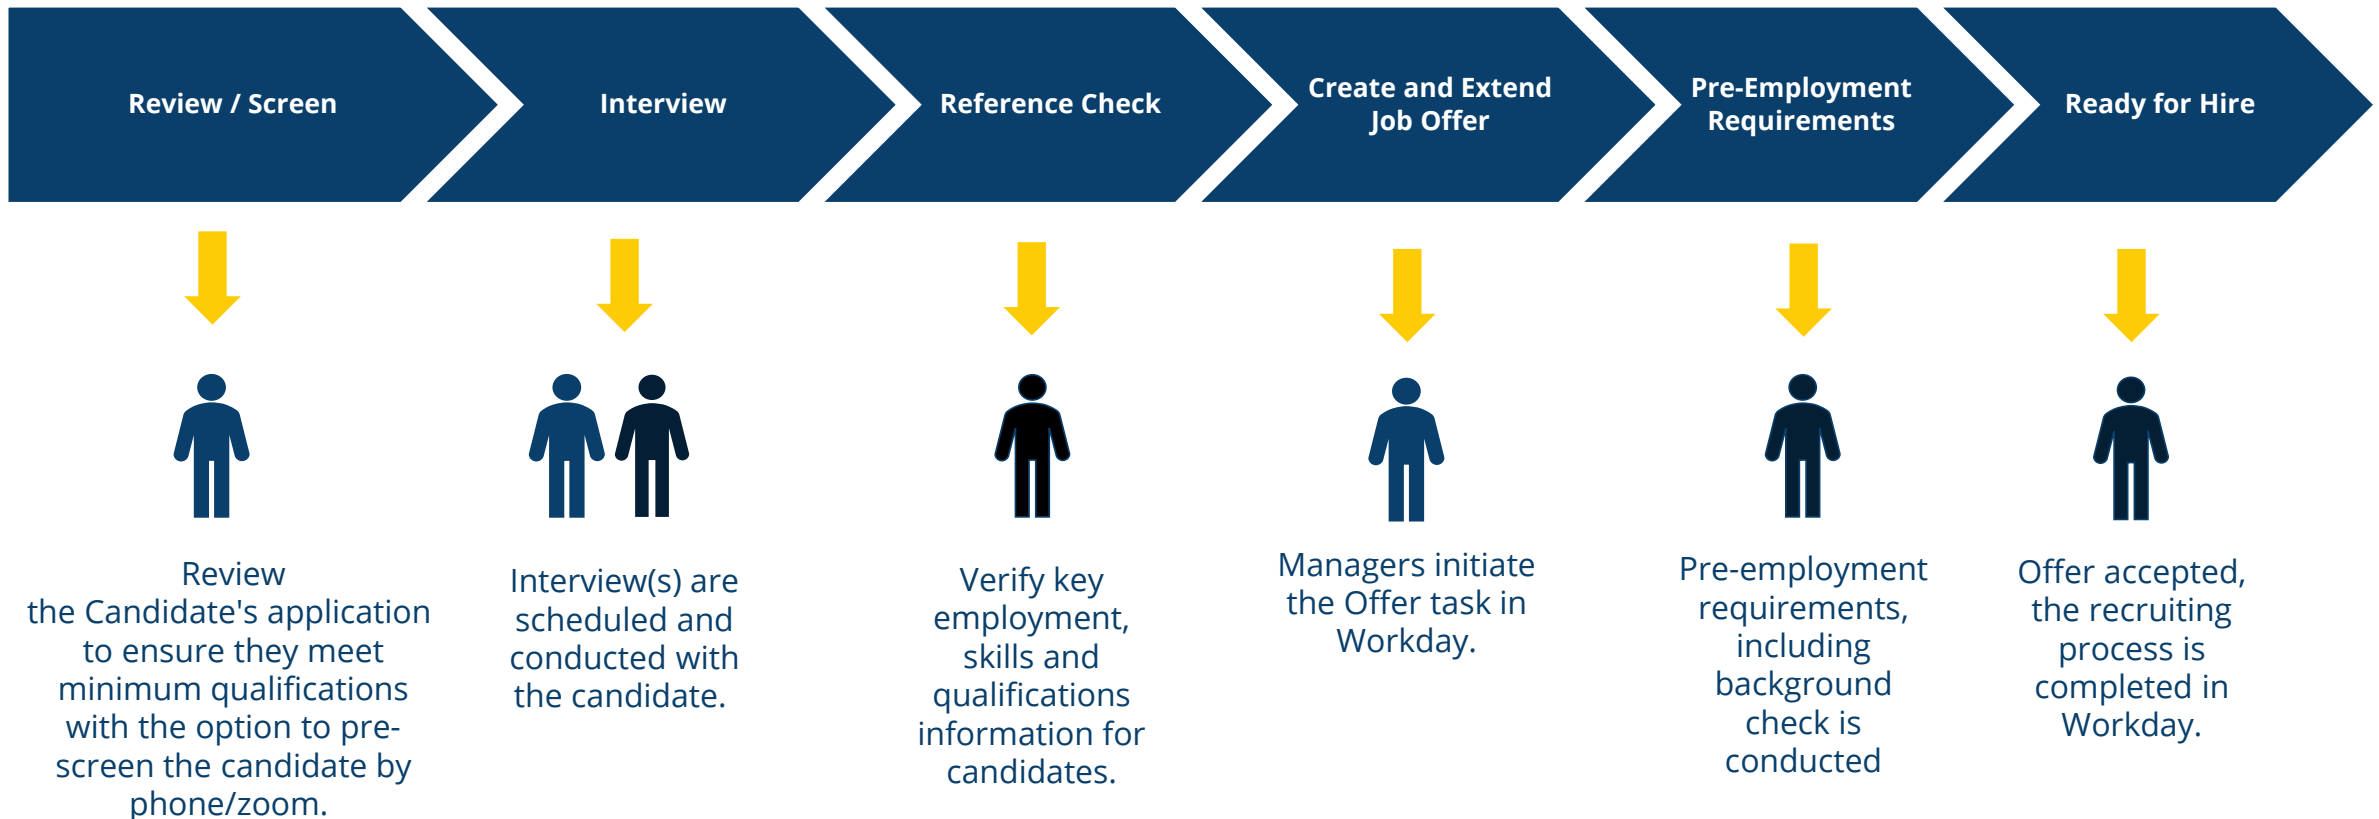 Review / Screen
Interview
Reference Check
Create and Extend
Job Offer
Pre-Employment
Requirements
Ready for Hire
Review
the Candidate's application
to ensure they meet
minimum qualifications
with the option to pre-
screen the candidate by
phone/zoom.
Interview(s) are
scheduled and
conducted with
the candidate.
Verify key
employment,
skills and
qualifications
information for
candidates.
Managers initiate
the Offer task in
Workday.
Pre-employment
requirements,
including
background
check is
conducted
Offer accepted,
the recruiting
process is
completed in
Workday.